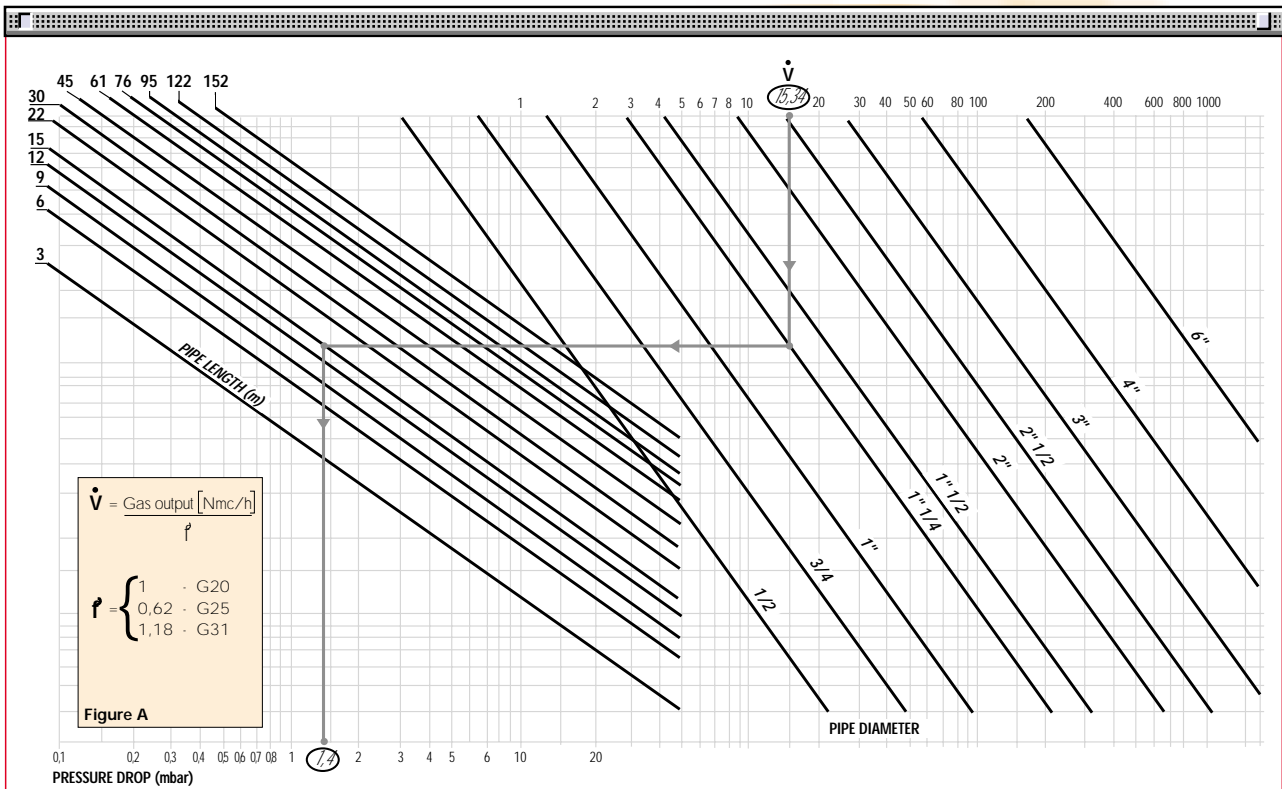 V
45 61 76 95 122 152
30
22
15
12
9
6
3
1 2 3 4 5 6 7 8 10 15,34 20 30 40 50 60 80 100 200 400 600 800 1000
PIPE LENGTH (m)
6"
4"
3"
2" 1/2
2"
1" 1/2
1" 1/4
1"
3/4
1/2
V = Gas output [Nmc/h]
f
f = { 1 - G20
0,62 - G25
1,18 - G31
Figure A
PIPE DIAMETER
0,1 0,2 0,3 0,4 0,5 0,6 0,7 0,8 1 1,4 2 3 4 5 6 10 20
PRESSURE DROP (mbar)